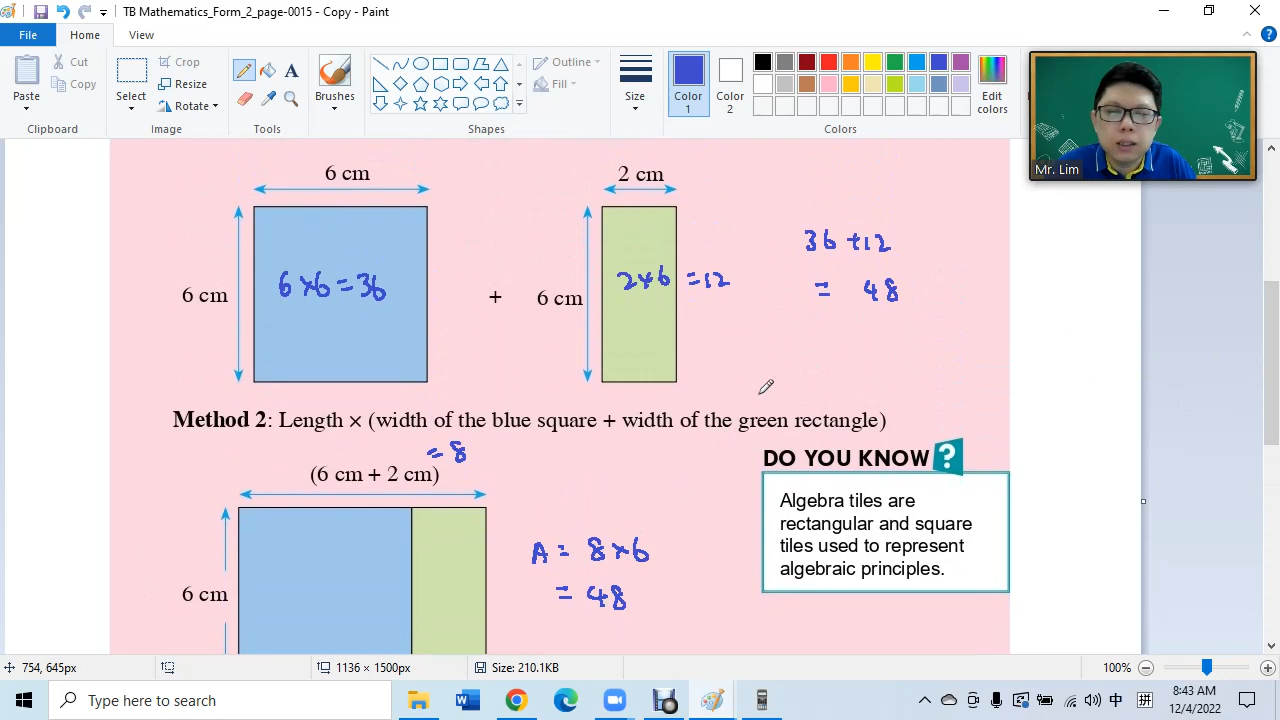 TB Mathematics_Form_2_page-0015 - Copy - Paint
File Home View
Paste Cut Copy Clipboard
Select Crop Resize Rotate Image
Tools
Brushes
Shapes Outline Fill
Size
Color 1 Color 2 Edit colors Colors
Mr. Lim
6 cm
2 cm
6 cm
6×6=36
+
6 cm
2×6 =12
36 +12
= 48
Method 2: Length × (width of the blue square + width of the green rectangle)
= 8
(6 cm + 2 cm)
6 cm
A = 8×6
= 48
DO YOU KNOW ?
Algebra tiles are
rectangular and square
tiles used to represent
algebraic principles.
754, 645px 1136 × 1500px Size: 210.1KB 100%
Type here to search
中 拼 8:43 AM
12/4/2022